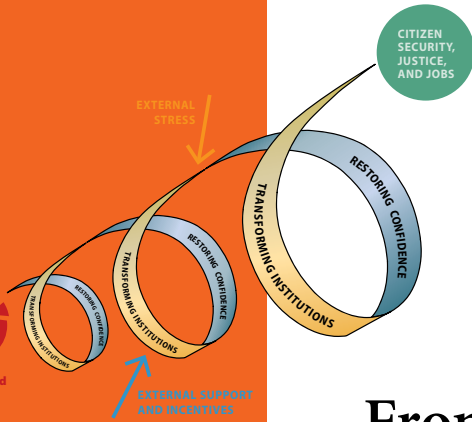 CITIZEN
SECURITY,
JUSTICE,
AND JOBS
EXTERNAL
STRESS
RESTORING CONFIDENCE
TRANSFORMING INSTITUTIONS
RESTORING CONFIDENCE
TRANSFORMING INSTITUTIONS
RESTORING CONFIDENCE
TRANSFORMING INSTITUTIONS
EXTERNAL SUPPORT
AND INCENTIVES